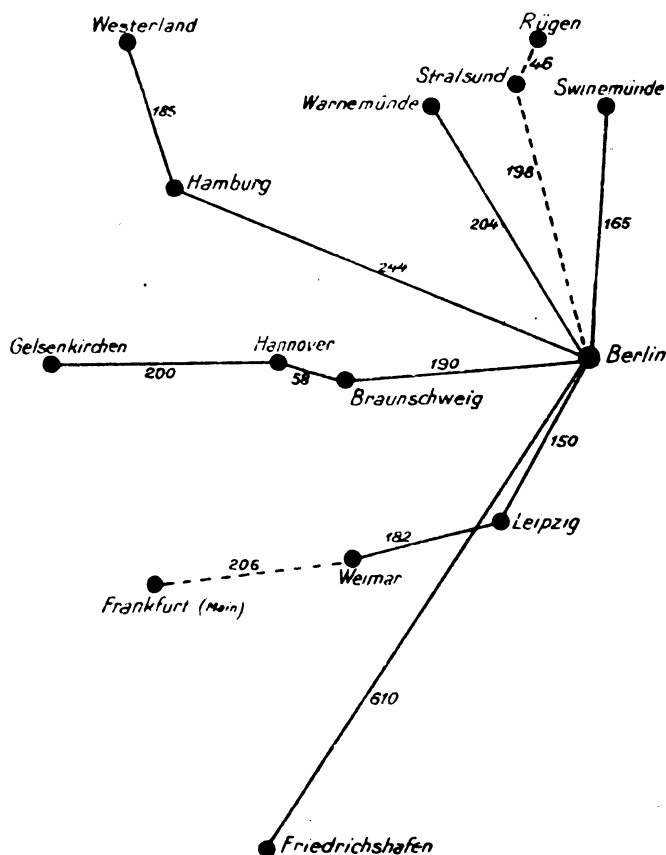 Westerland
Rügen
46
Stralsund
Swinemünde
Warnemünde
185
198
Hamburg
204
165
244
Gelsenkirchen
Hannover
Berlin
200
58
190
Braunschweig
150
Leipzig
182
206
Weimar
Frankfurt (Main)
610
Friedrichshafen